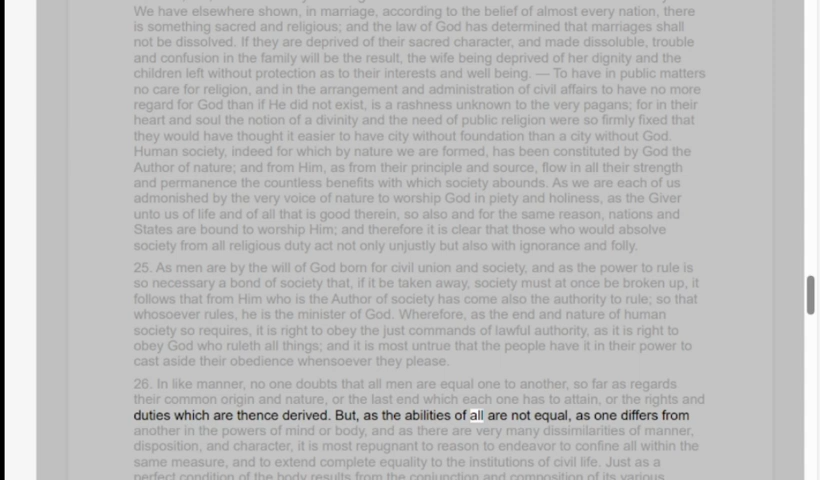 We have elsewhere shown, in marriage, according to the belief of almost every nation, there
is something sacred and religious; and the law of God has determined that marriages shall
not be dissolved. If they are deprived of their sacred character, and made dissoluble, trouble
and confusion in the family will be the result, the wife being deprived of her dignity and the
children left without protection as to their interests and well being. — To have in public matters
no care for religion, and in the arrangement and administration of civil affairs to have no more
regard for God than if He did not exist, is a rashness unknown to the very pagans; for in their
heart and soul the notion of a divinity and the need of public religion were so firmly fixed that
they would have thought it easier to have city without foundation than a city without God.
Human society, indeed for which by nature we are formed, has been constituted by God the
Author of nature; and from Him, as from their principle and source, flow in all their strength
and permanence the countless benefits with which society abounds. As we are each of us
admonished by the very voice of nature to worship God in piety and holiness, as the Giver
unto us of life and of all that is good therein, so also and for the same reason, nations and
States are bound to worship Him; and therefore it is clear that those who would absolve
society from all religious duty act not only unjustly but also with ignorance and folly.
25. As men are by the will of God born for civil union and society, and as the power to rule is
so necessary a bond of society that, if it be taken away, society must at once be broken up, it
follows that from Him who is the Author of society has come also the authority to rule; so that
whosoever rules, he is the minister of God. Wherefore, as the end and nature of human
society so requires, it is right to obey the just commands of lawful authority, as it is right to
obey God who ruleth all things; and it is most untrue that the people have it in their power to
cast aside their obedience whensoever they please.
26. In like manner, no one doubts that all men are equal one to another, so far as regards
their common origin and nature, or the last end which each one has to attain, or the rights and
duties which are thence derived. But, as the abilities of all are not equal, as one differs from
another in the powers of mind or body, and as there are very many dissimilarities of manner,
disposition, and character, it is most repugnant to reason to endeavor to confine all within the
same measure, and to extend complete equality to the institutions of civil life. Just as a
perfect condition of the body results from the conjunction and composition of its various